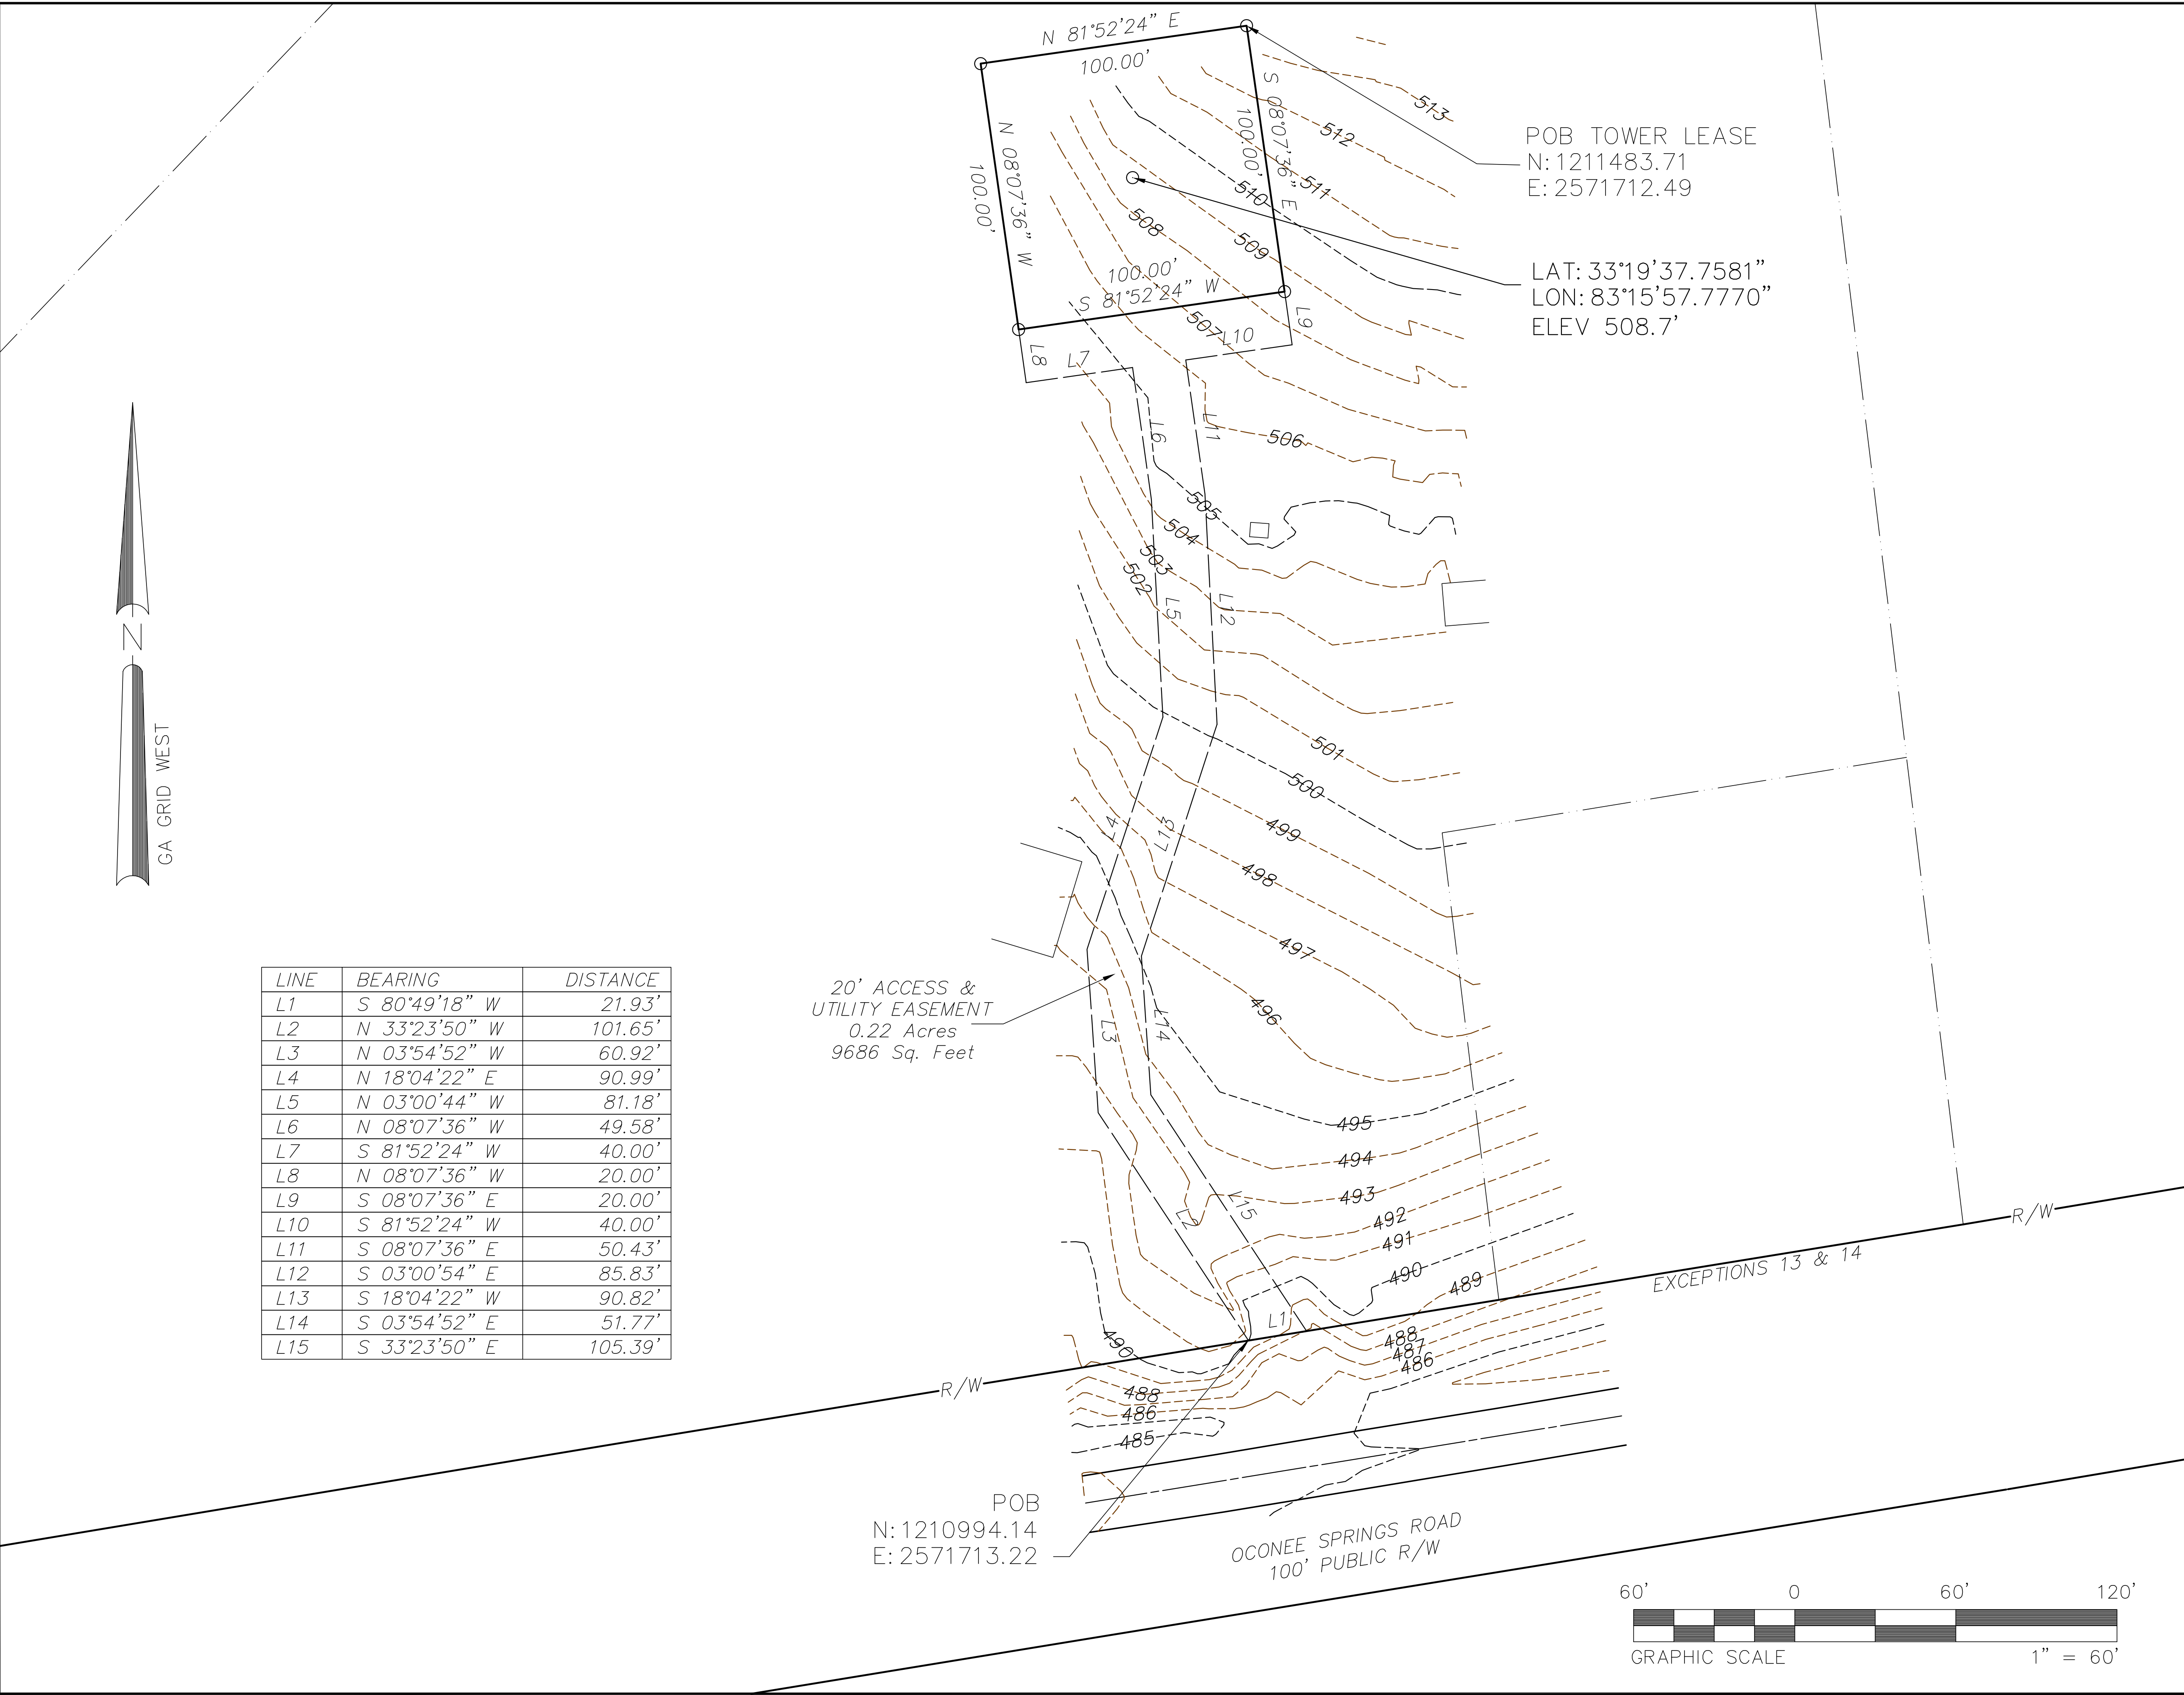 N 81°52'24" E
100.00'
S 08°07'36" E
100.00'
N 08°07'36" W
100.00'
100.00'
S 81°52'24" W
POB TOWER LEASE
N: 1211483.71
E: 2571712.49
LAT: 33°19'37.7581"
LON: 83°15'57.7770"
ELEV 508.7'
513
512
511
510
509
508
507
506
505
504
503
502
501
500
499
498
497
496
495
494
493
492
491
490
489
488
487
486
490
488
486
485
L9
L10
L8
L7
L6
L11
L5
L12
L4
L13
L3
L14
L2
L15
L1
N
GA GRID WEST
LINE BEARING DISTANCE
L1 S 80°49'18" W 21.93'
L2 N 33°23'50" W 101.65'
L3 N 03°54'52" W 60.92'
L4 N 18°04'22" E 90.99'
L5 N 03°00'44" W 81.18'
L6 N 08°07'36" W 49.58'
L7 S 81°52'24" W 40.00'
L8 N 08°07'36" W 20.00'
L9 S 08°07'36" E 20.00'
L10 S 81°52'24" W 40.00'
L11 S 08°07'36" E 50.43'
L12 S 03°00'54" E 85.83'
L13 S 18°04'22" W 90.82'
L14 S 03°54'52" E 51.77'
L15 S 33°23'50" E 105.39'
20' ACCESS &
UTILITY EASEMENT
0.22 Acres
9686 Sq. Feet
R/W
EXCEPTIONS 13 & 14
R/W
POB
N: 1210994.14
E: 2571713.22
OCONEE SPRINGS ROAD
100' PUBLIC R/W
60' 0 60' 120'
GRAPHIC SCALE 1" = 60'